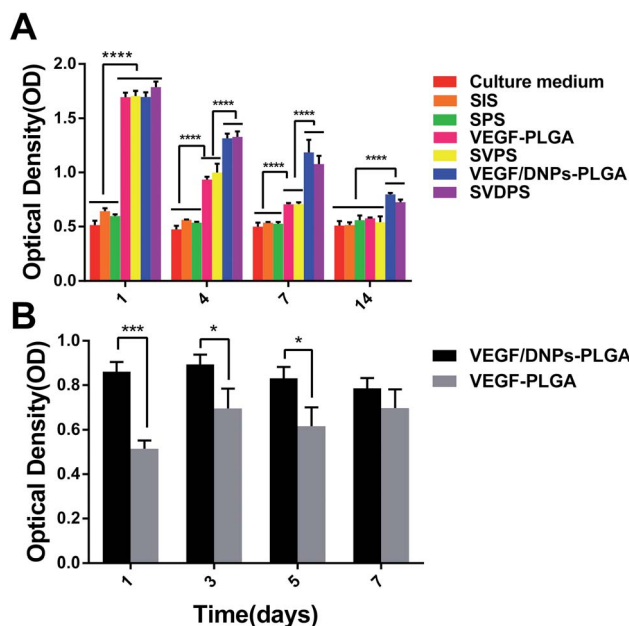 A
Optical Density(OD)
2.0
1.5
1.0
0.5
0.0
****
****
****
****
****
****
1
4
7
14
Culture medium
SIS
SPS
VEGF-PLGA
SVPS
VEGF/DNPs-PLGA
SVDPS
B
Optical Density(OD)
1.0
0.8
0.6
0.4
0.2
0.0
***
*
*
1
3
5
7
Time(days)
VEGF/DNPs-PLGA
VEGF-PLGA